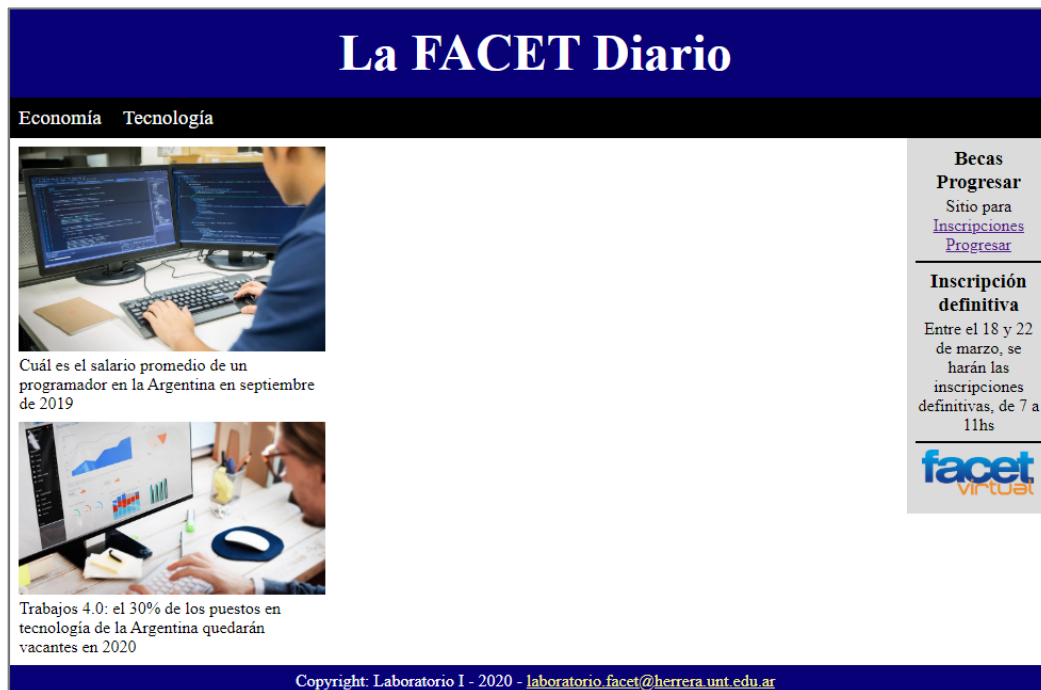 La FACET Diario
Economía Tecnología
Cuál es el salario promedio de un
programador en la Argentina en septiembre
de 2019
Trabajos 4.0: el 30% de los puestos en
tecnología de la Argentina quedarán
vacantes en 2020
Becas
Progresar
Sitio para
Inscripciones
Progresar
Inscripción
definitiva
Entre el 18 y 22
de marzo, se
harán las
inscripciones
definitivas, de 7 a
11hs
facet
virtual
Copyright: Laboratorio I - 2020 - laboratorio.facet@herrera.unt.edu.ar